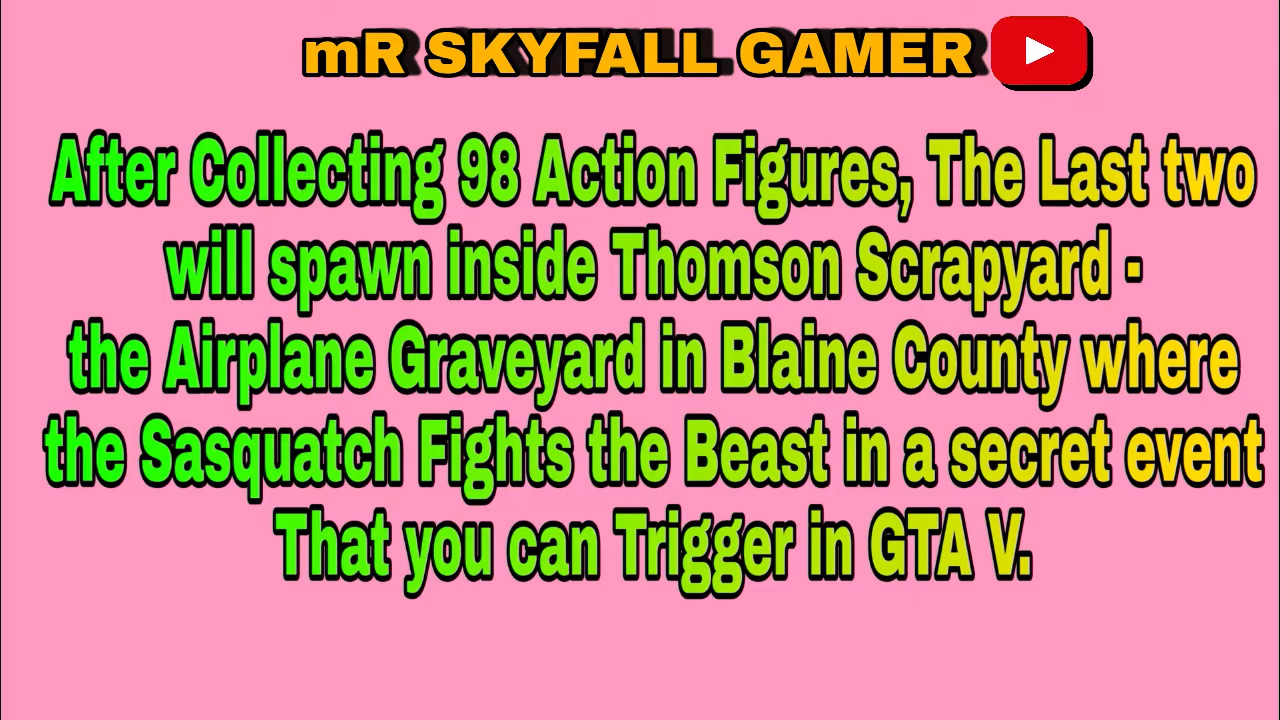 mR SKYFALL GAMER
After Collecting 98 Action Figures, The Last two
will spawn inside Thomson Scrapyard -
the Airplane Graveyard in Blaine County where
the Sasquatch Fights the Beast in a secret event
That you can Trigger in GTA V.